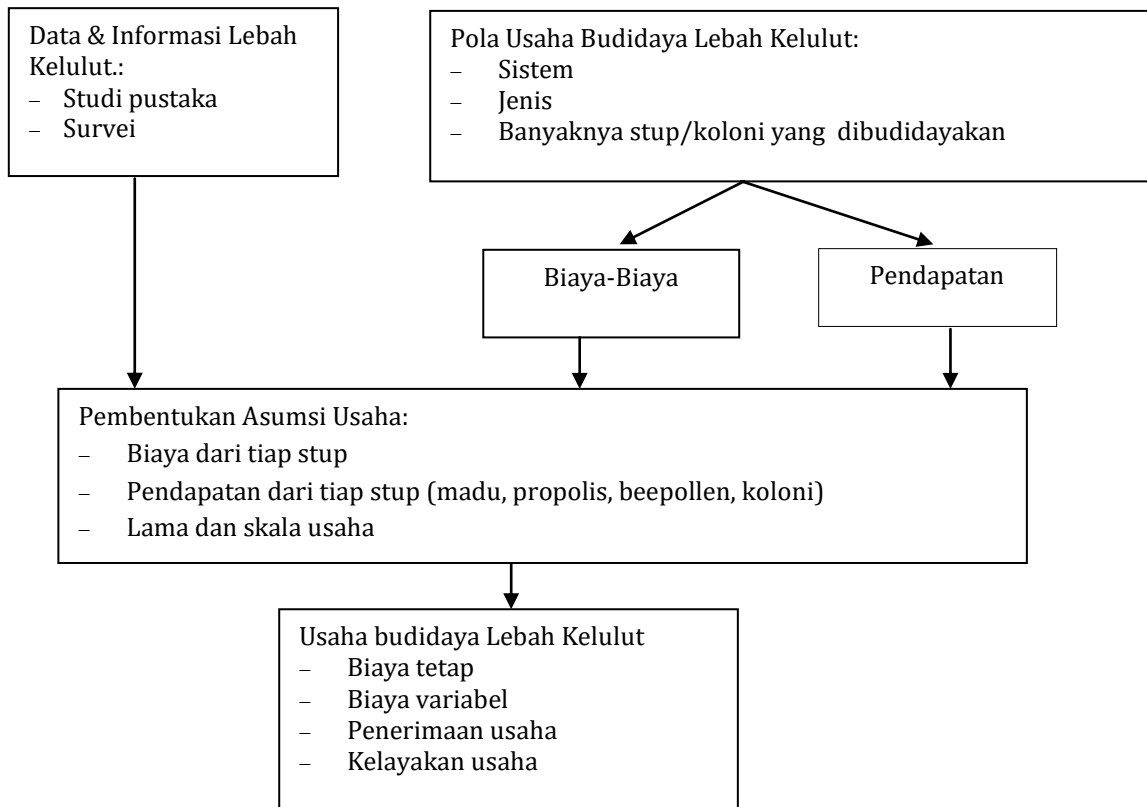 Data & Informasi Lebah
Kelulut.:
– Studi pustaka
– Survei
Pola Usaha Budidaya Lebah Kelulut:
– Sistem
– Jenis
– Banyaknya stup/koloni yang dibudidayakan
Biaya-Biaya
Pendapatan
Pembentukan Asumsi Usaha:
– Biaya dari tiap stup
– Pendapatan dari tiap stup (madu, propolis, beepollen, koloni)
– Lama dan skala usaha
Usaha budidaya Lebah Kelulut
– Biaya tetap
– Biaya variabel
– Penerimaan usaha
– Kelayakan usaha